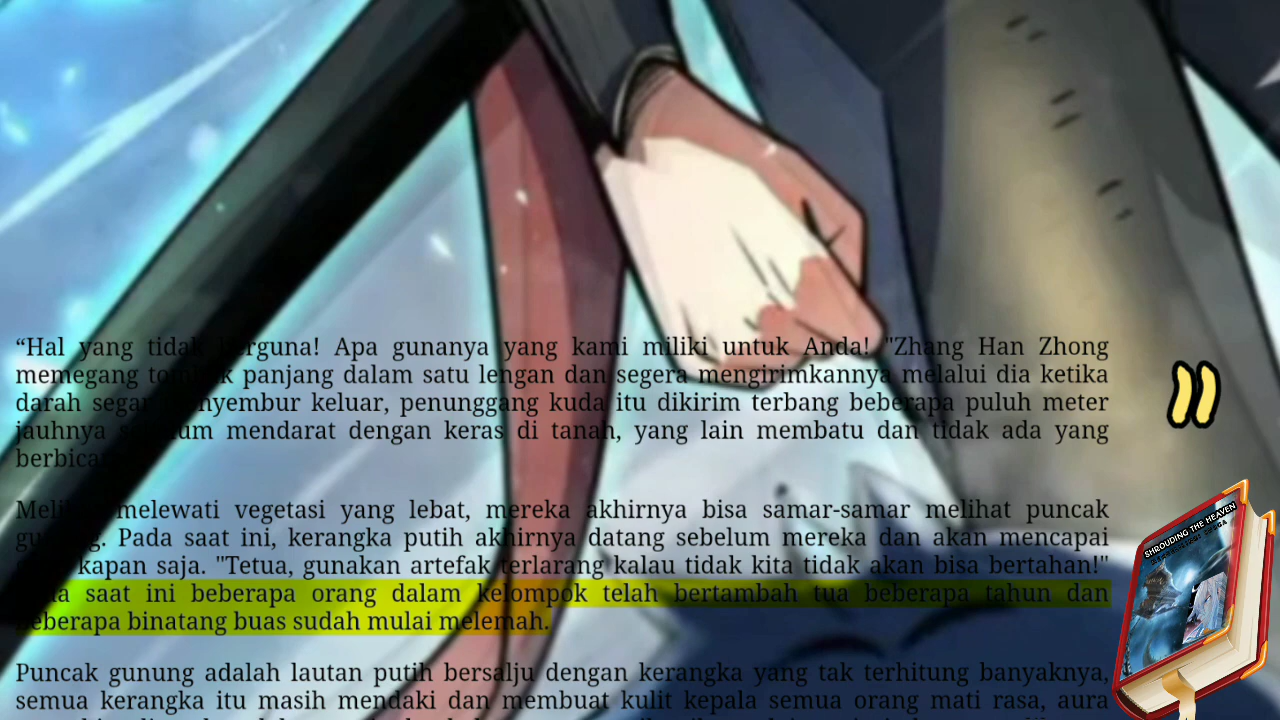 “Hal yang tidak berguna! Apa gunanya yang kami miliki untuk Anda! "Zhang Han Zhong
memegang tombak panjang dalam satu lengan dan segera mengirimkannya melalui dia ketika
darah segar menyembur keluar, penunggang kuda itu dikirim terbang beberapa puluh meter
jauhnya sebelum mendarat dengan keras di tanah, yang lain membatu dan tidak ada yang
berbicara.
melewati vegetasi yang lebat, mereka akhirnya bisa samar-samar melihat puncak
gunung. Pada saat ini, kerangka putih akhirnya datang sebelum mereka dan akan mencapai
kapan saja. "Tetua, gunakan artefak terlarang kalau tidak kita tidak akan bisa bertahan!"
Pada saat ini beberapa orang dalam kelompok telah bertambah tua beberapa tahun dan
beberapa binatang buas sudah mulai melemah.
Puncak gunung adalah lautan putih bersalju dengan kerangka yang tak terhitung banyaknya,
semua kerangka itu masih mendaki dan membuat kulit kepala semua orang mati rasa, aura
SHROUDING THE HEAVEN